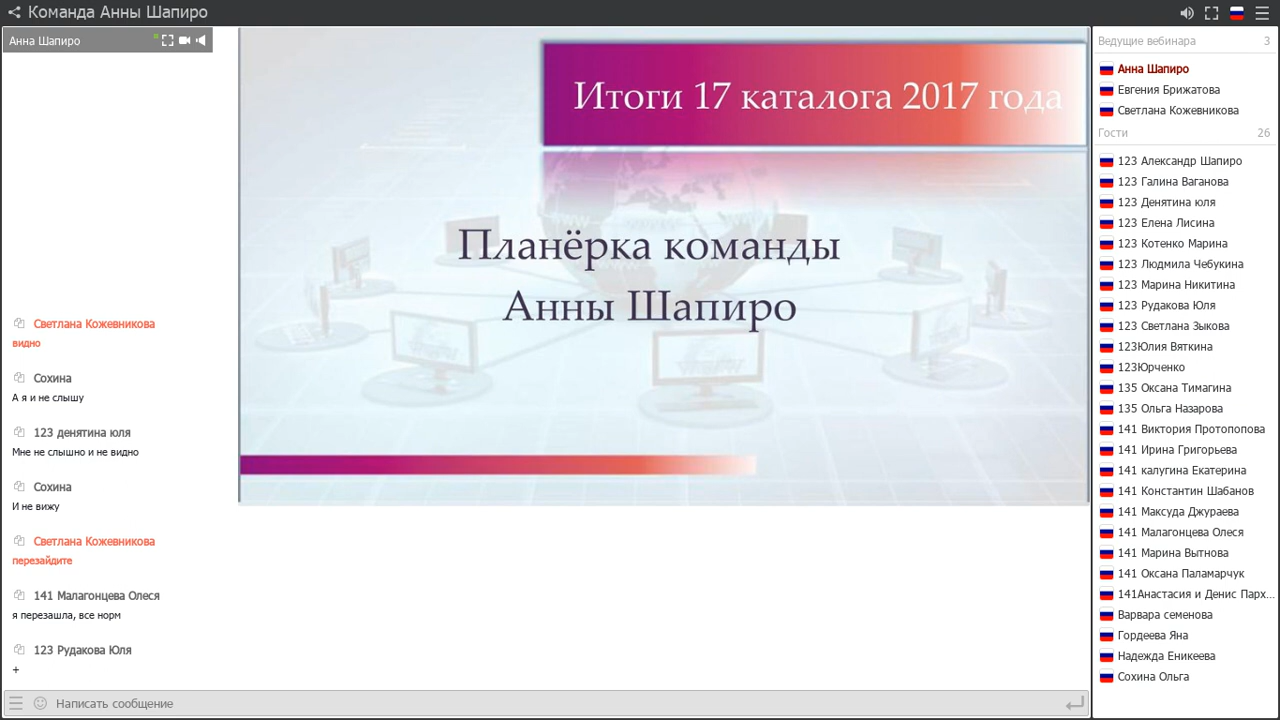 Команда Анны Шапиро
Анна Шапиро
Итоги 17 каталога 2017 года
Планёрка команды
Анны Шапиро
Светлана Кожевникова
видно
Сохина
А я и не слышу
123 денятина юля
Мне не слышно и не видно
Сохина
И не вижу
Светлана Кожевникова
перезайдите
141 Малагонцева Олеся
я перезашла, все норм
123 Рудакова Юля
+
Написать сообщение
Ведущие вебинара 3
Анна Шапиро
Евгения Брижатова
Светлана Кожевникова
Гости 26
123 Александр Шапиро
123 Галина Ваганова
123 Денятина юля
123 Елена Лисина
123 Котенко Марина
123 Людмила Чебукина
123 Марина Никитина
123 Рудакова Юля
123 Светлана Зыкова
123Юлия Вяткина
123Юрченко
135 Оксана Тимагина
135 Ольга Назарова
141 Виктория Протопопова
141 Ирина Григорьева
141 калугина Екатерина
141 Константин Шабанов
141 Максуда Джураева
141 Малагонцева Олеся
141 Марина Вытнова
141 Оксана Паламарчук
141Анастасия и Денис Парх...
Варвара семенова
Гордеева Яна
Надежда Еникеева
Сохина Ольга